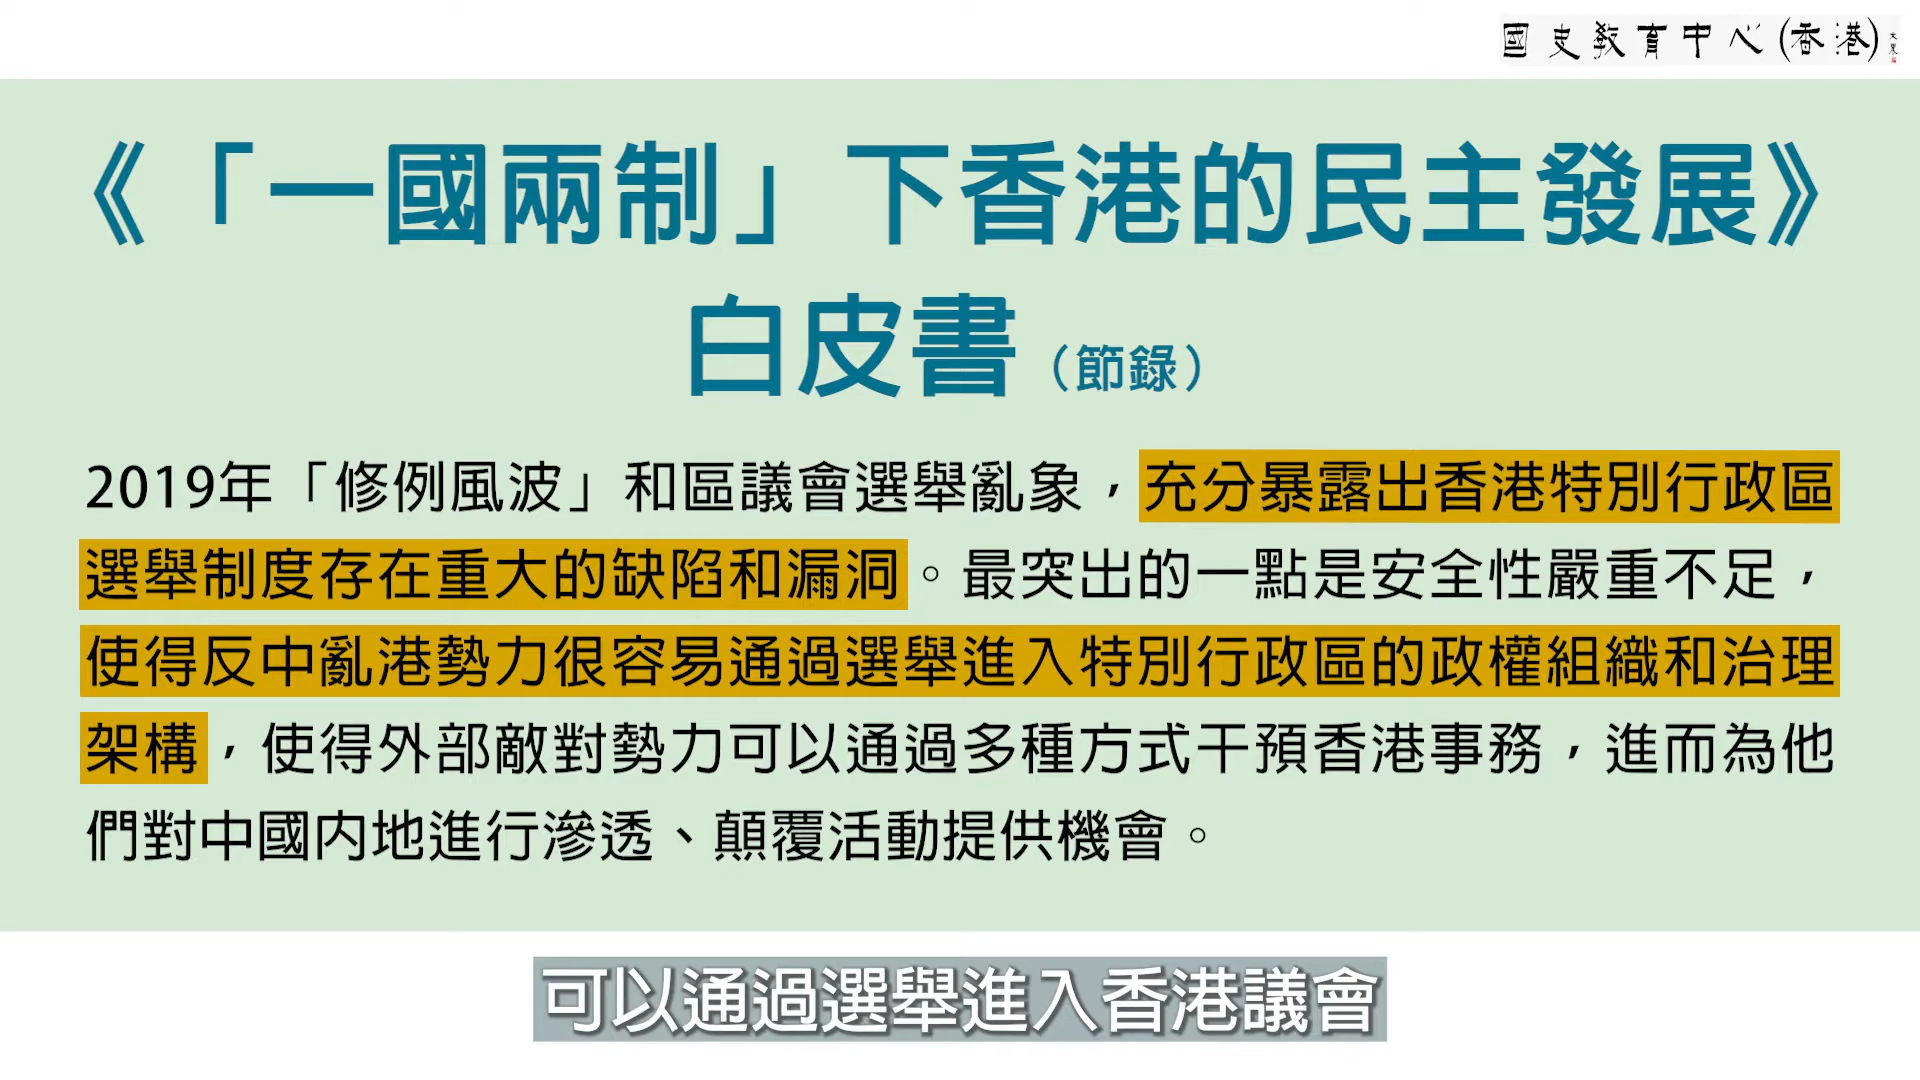 國史教育中心(香港)
《「一國兩制」下香港的民主發展》
白皮書（節錄）
2019年「修例風波」和區議會選舉亂象，充分暴露出香港特別行政區
選舉制度存在重大的缺陷和漏洞。最突出的一點是安全性嚴重不足，
使得反中亂港勢力很容易通過選舉進入特別行政區的政權組織和治理
架構，使得外部敵對勢力可以通過多種方式干預香港事務，進而為他
們對中國内地進行滲透、顛覆活動提供機會。
可以通過選舉進入香港議會